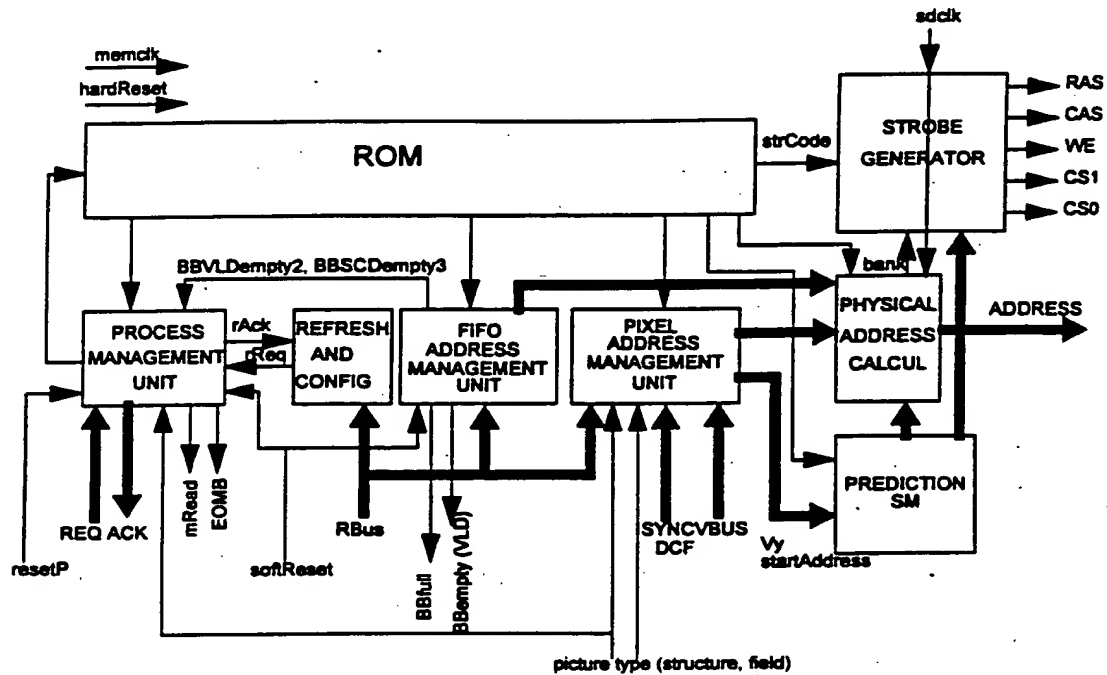 sdclk
memclk
hardReset
RAS
CAS
WE
CS1
CS0
ROM
strCode
STROBE
GENERATOR
BBVLDempty2, BBSCDempty3
bank
PROCESS
MANAGEMENT
UNIT
rAck
rReq
REFRESH
AND
CONFIG
FIFO
ADDRESS
MANAGEMENT
UNIT
PIXEL
ADDRESS
MANAGEMENT
UNIT
PHYSICAL
ADDRESS
CALCUL
ADDRESS
PREDICTION
SM
REQ ACK
mRead
EOMB
RBus
BBfull
BBempty (VLD)
SYNCVBUS
DCF
Vy
startAddress
resetP
softReset
picture type (structure, field)